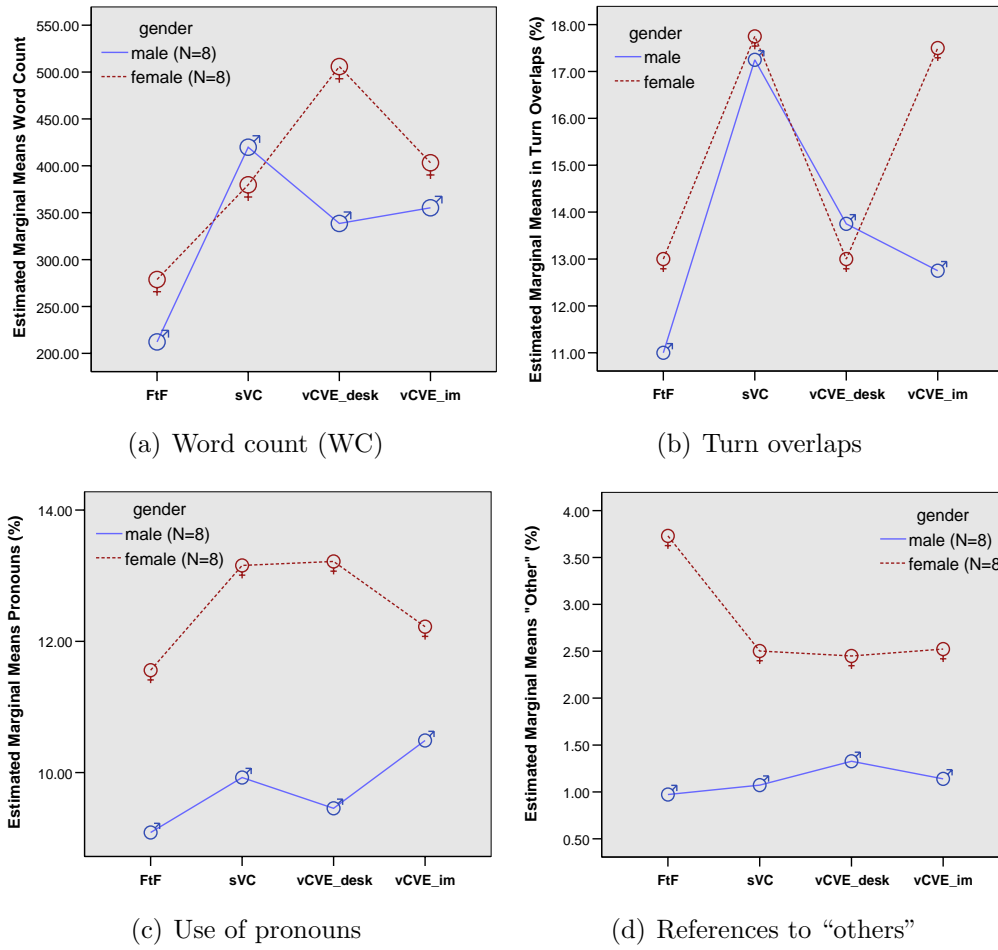 Estimated Marginal Means Word Count
550.00
500.00
450.00
400.00
350.00
300.00
250.00
200.00
gender
male (N=8)
female (N=8)
FtF sVC vCVE_desk vCVE_im
(a) Word count (WC)
Estimated Marginal Means in Turn Overlaps (%)
18.00
17.00
16.00
15.00
14.00
13.00
12.00
11.00
gender
male
female
FtF sVC vCVE_desk vCVE_im
(b) Turn overlaps
Estimated Marginal Means Pronouns (%)
14.00
12.00
10.00
gender
male (N=8)
female (N=8)
FtF sVC vCVE_desk vCVE_im
(c) Use of pronouns
Estimated Marginal Means "Other" (%)
4.00
3.50
3.00
2.50
2.00
1.50
1.00
0.50
gender
male (N=8)
female (N=8
FtF sVC vCVE_desk vCVE_im
(d) References to “others”